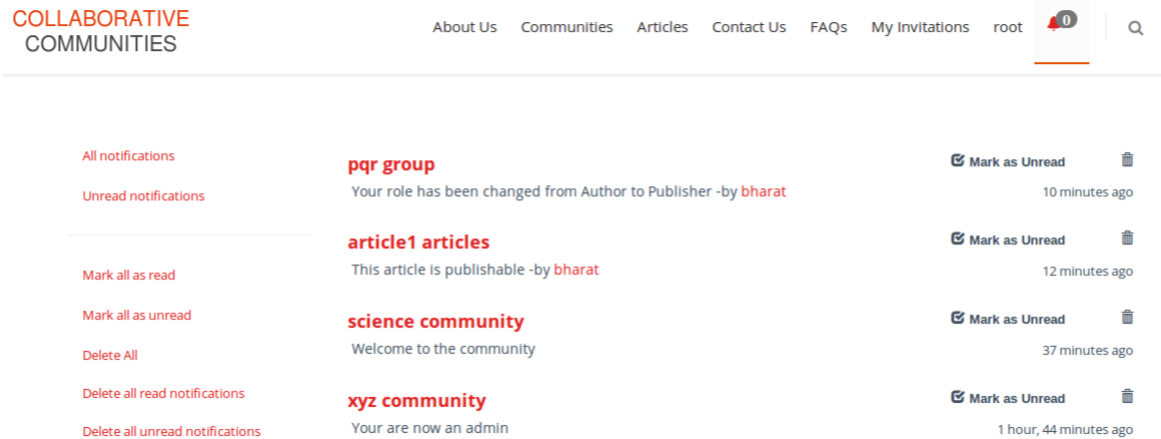 COLLABORATIVE
COMMUNITIES
About Us Communities Articles Contact Us FAQs My Invitations root 0
All notifications
Unread notifications
Mark all as read
Mark all as unread
Delete All
Delete all read notifications
Delete all unread notifications
pqr group Mark as Unread
Your role has been changed from Author to Publisher -by bharat 10 minutes ago
article1 articles Mark as Unread
This article is publishable -by bharat 12 minutes ago
science community Mark as Unread
Welcome to the community 37 minutes ago
xyz community Mark as Unread
Your are now an admin 1 hour, 44 minutes ago